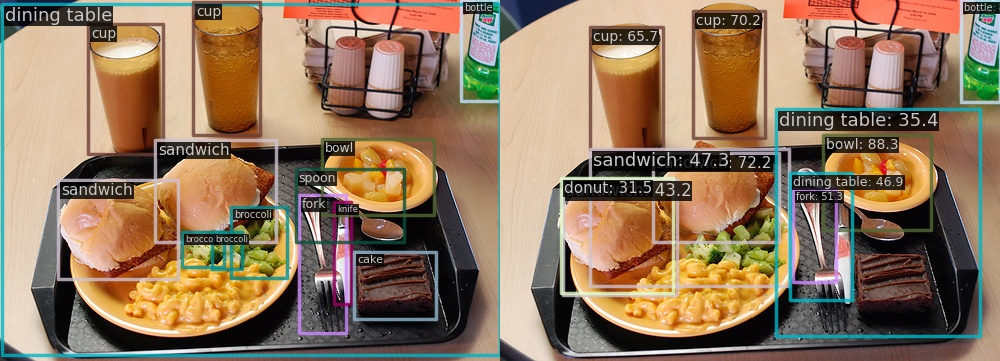 dining table
cup
cup
bottle
sandwich
sandwich
bowl
spoon
fork
knife
broccoli
brocco
broccoli
cake
cup: 65.7
cup: 70.2
bottle:
dining table: 35.4
bowl: 88.3
sandwich: 47.3
: 72.2
donut: 31.5
43.2
dining table: 46.9
fork: 51.3